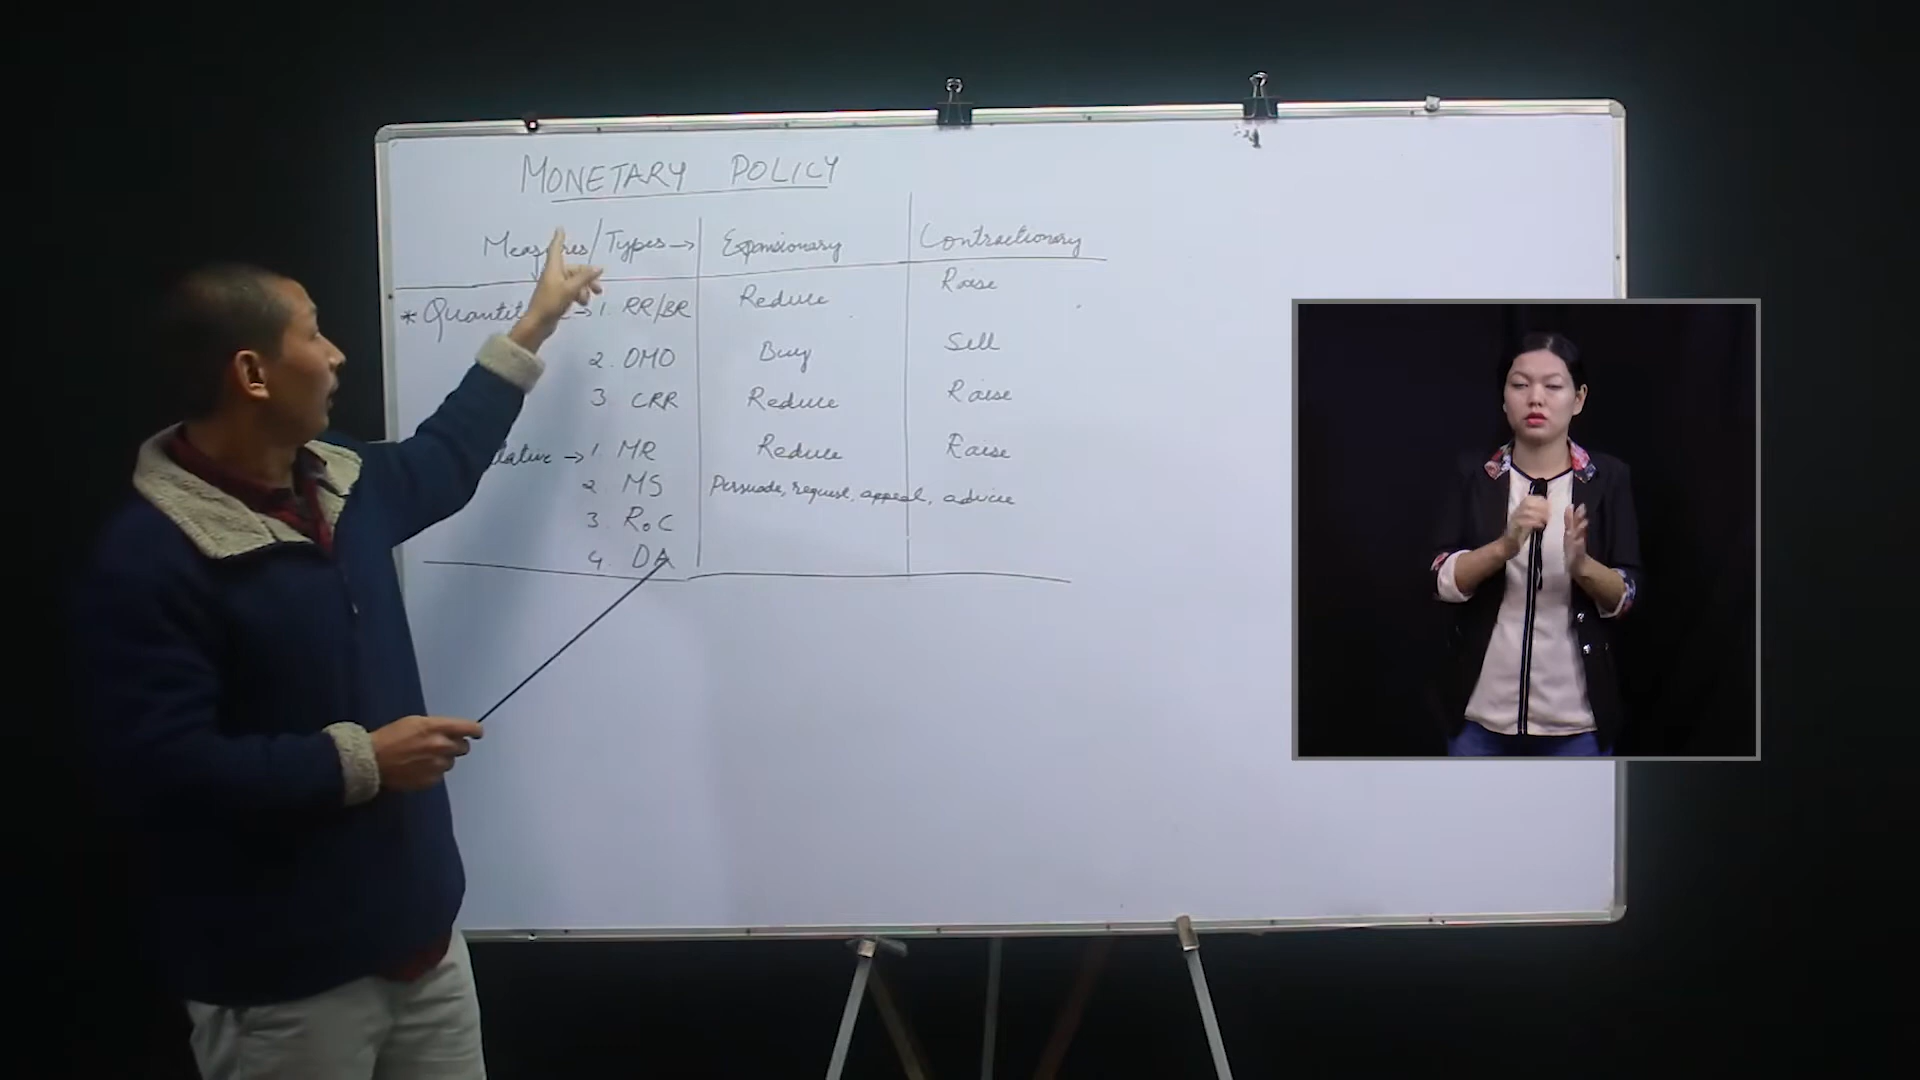 MONETARY POLICY
Measures/Types → Expansionary Contractionary
* → 1. RR/BR Reduce Raise
2. OMO Buy Sell
3 CRR Reduce Raise
→ 1. MR Reduce Raise
2. MS Persuade, request, appeal, advice
3. RoC
4. DA